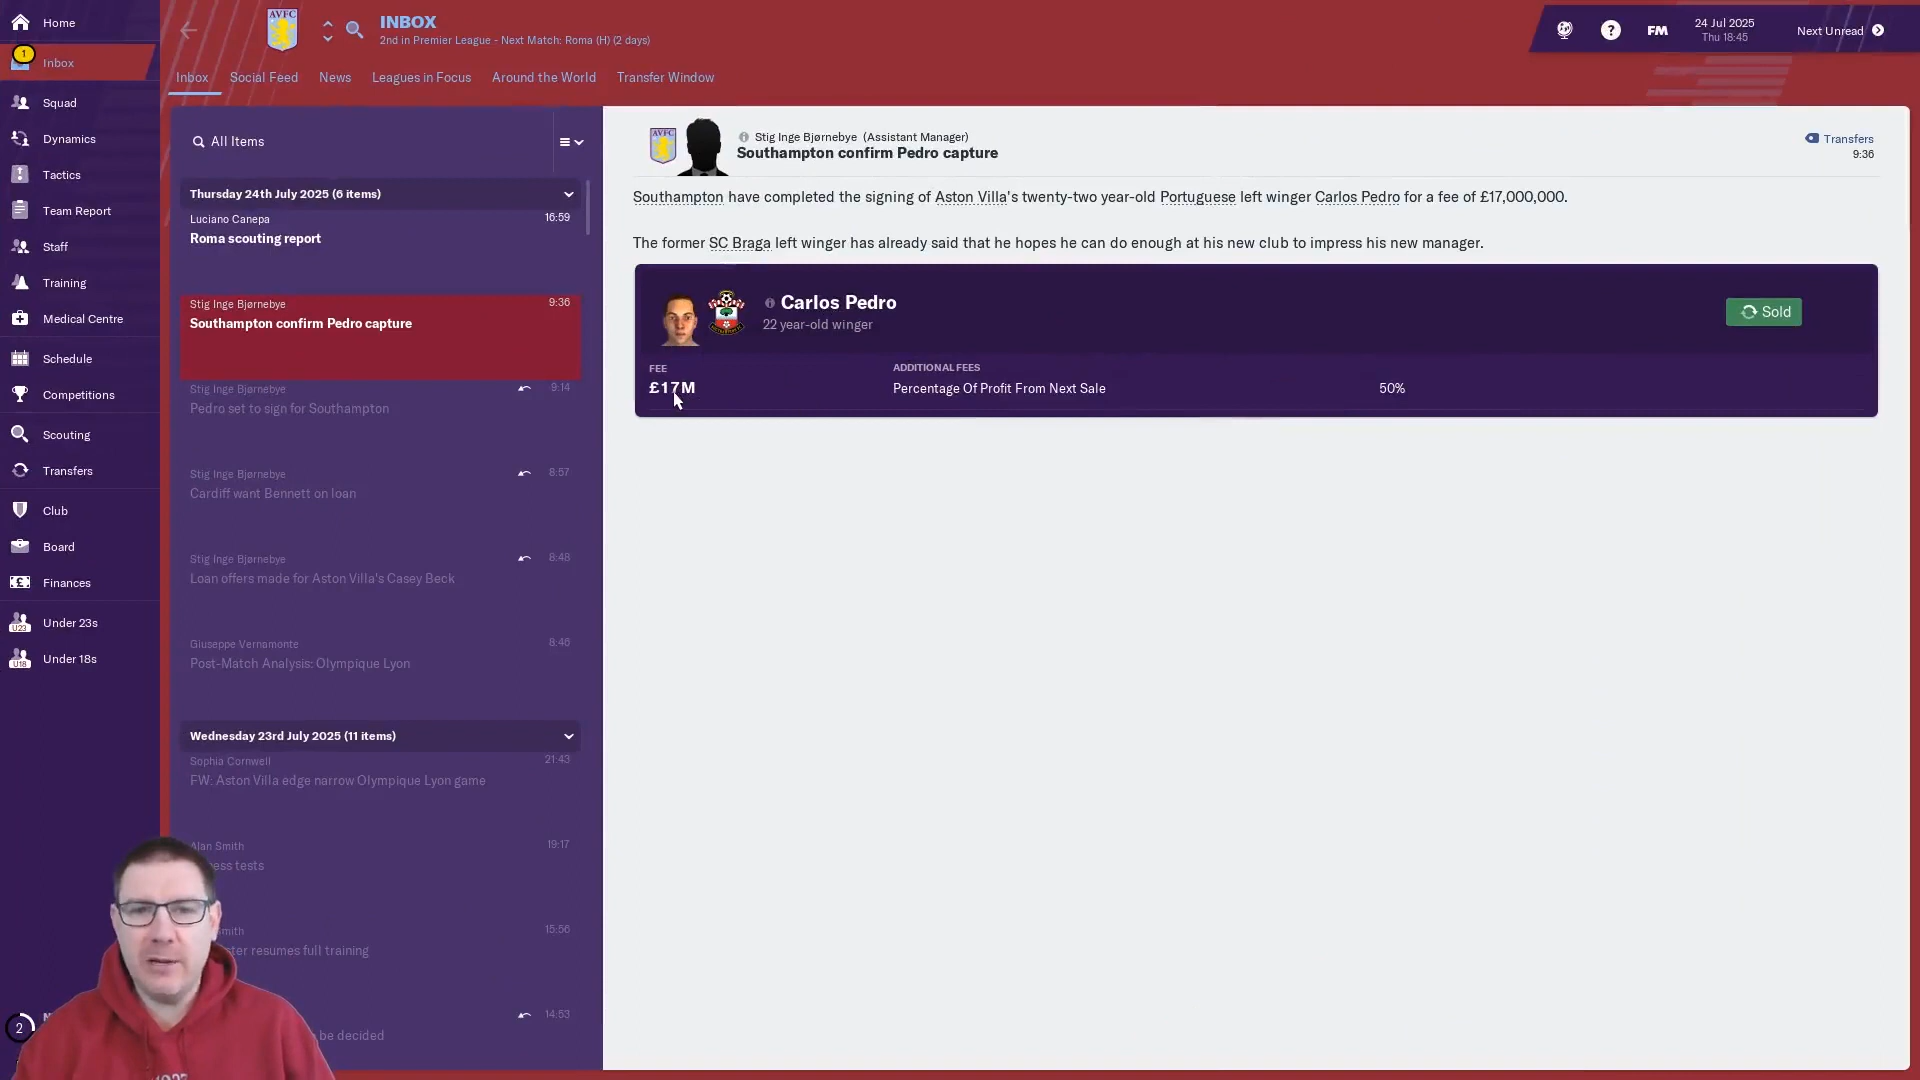 Home
1
Inbox
Squad
Dynamics
Tactics
Team Report
Staff
Training
Medical Centre
Schedule
Competitions
Scouting
Transfers
Club
Board
Finances
U23
Under 23s
U18
Under 18s
2
AVFC
INBOX
2nd in Premier League - Next Match: Roma (H) (2 days)
?
FM
24 Jul 2025
Thu 18:45
Next Unread
Inbox
Social Feed
News
Leagues in Focus
Around the World
Transfer Window
All Items
Thursday 24th July 2025 (6 items)
Luciano Canepa
16:59
Roma scouting report
Stig Inge Bjørnebye
9:36
Southampton confirm Pedro capture
Stig Inge Bjørnebye
9:14
Pedro set to sign for Southampton
Stig Inge Bjørnebye
8:57
Cardiff want Bennett on loan
Stig Inge Bjørnebye
8:48
Loan offers made for Aston Villa's Casey Beck
Giuseppe Vernamonte
8:46
Post-Match Analysis: Olympique Lyon
Wednesday 23rd July 2025 (11 items)
Sophia Cornwell
21:43
FW: Aston Villa edge narrow Olympique Lyon game
Alan Smith
19:17
ess tests
mith
15:56
ter resumes full training
14:53
be decided
AVFC
Stig Inge Bjørnebye (Assistant Manager)
Southampton confirm Pedro capture
Transfers
9:36
Southampton have completed the signing of Aston Villa's twenty-two year-old Portuguese left winger Carlos Pedro for a fee of £17,000,000.
The former SC Braga left winger has already said that he hopes he can do enough at his new club to impress his new manager.
Carlos Pedro
22 year-old winger
Sold
FEE
£17M
ADDITIONAL FEES
Percentage Of Profit From Next Sale
50%